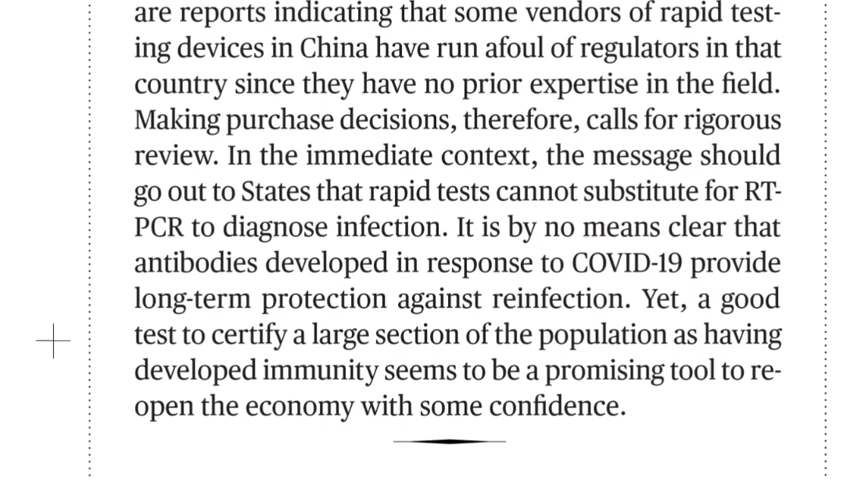 are reports indicating that some vendors of rapid test-
ing devices in China have run afoul of regulators in that
country since they have no prior expertise in the field.
Making purchase decisions, therefore, calls for rigorous
review. In the immediate context, the message should
go out to States that rapid tests cannot substitute for RT-
PCR to diagnose infection. It is by no means clear that
antibodies developed in response to COVID-19 provide
long-term protection against reinfection. Yet, a good
test to certify a large section of the population as having
developed immunity seems to be a promising tool to re-
open the economy with some confidence.